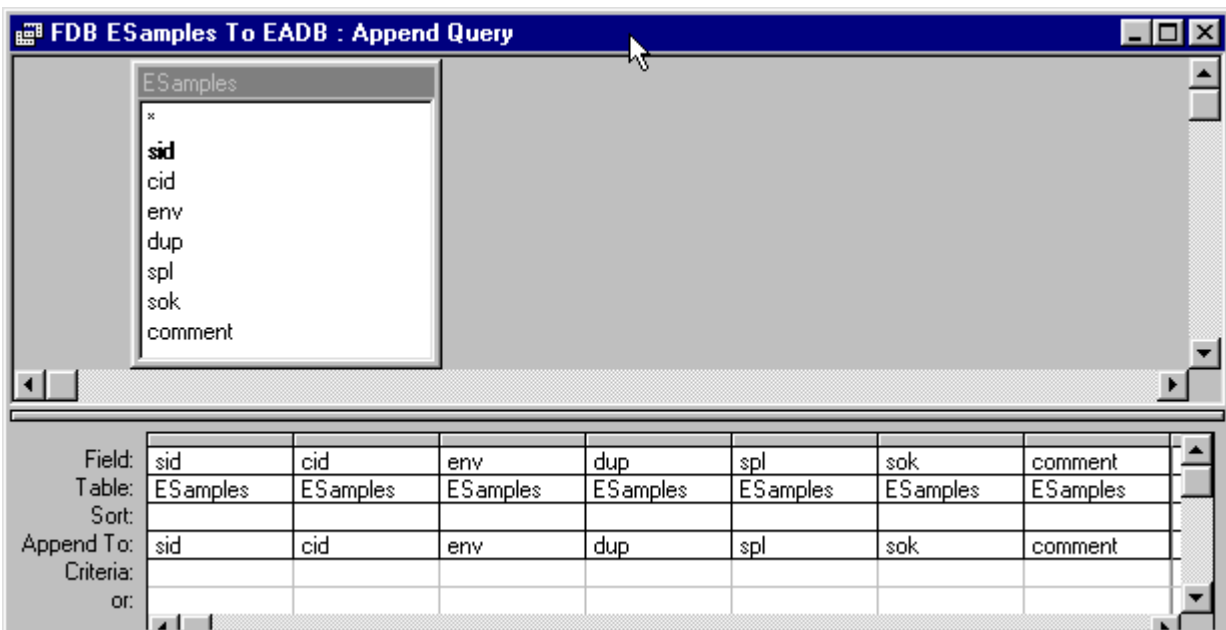 FDB ESamples To EADB : Append Query
ESamples
*
sid
cid
env
dup
spl
sok
comment
Field: sid cid env dup spl sok comment
Table: ESamples ESamples ESamples ESamples ESamples ESamples ESamples
Sort:
Append To: sid cid env dup spl sok comment
Criteria:
or: